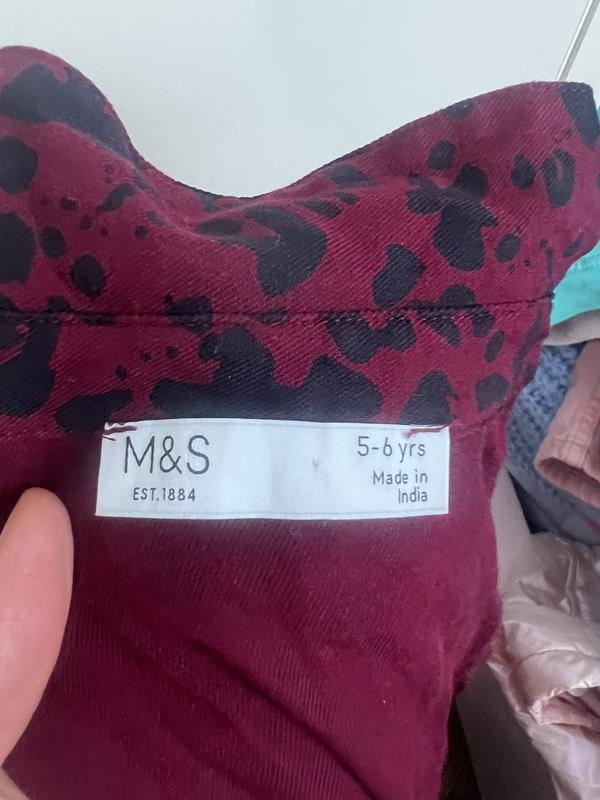 M&S
EST.1884
5-6 yrs
Made in
India